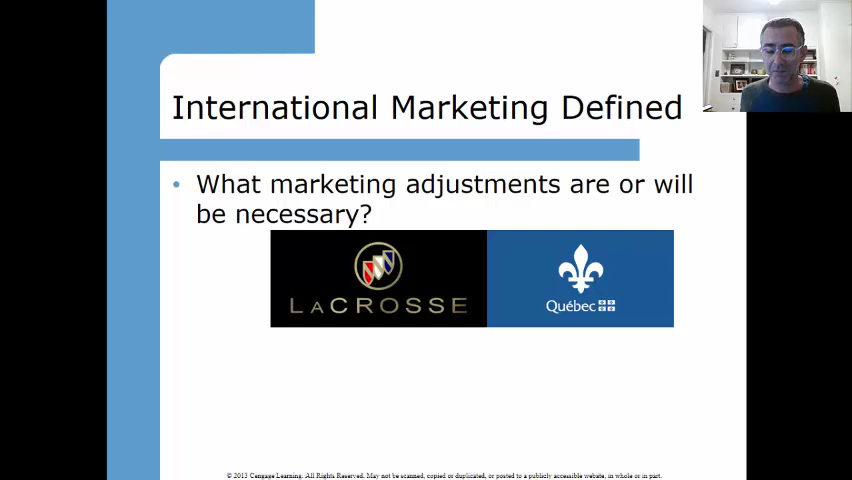 International Marketing Defined
• What marketing adjustments are or will
be necessary?
LACROSSE
Québec
© 2013 Cengage Learning. All Rights Reserved. May not be scanned, copied or duplicated, or posted to a publicly accessible website, in whole or in part.